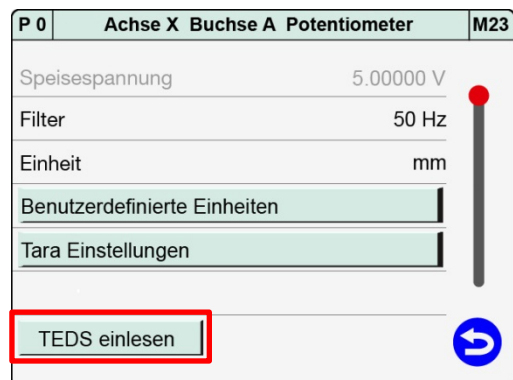 P 0 Achse X Buchse A Potentiometer M23
Speisespannung 5.00000 V
Filter 50 Hz
Einheit mm
Benutzerdefinierte Einheiten
Tara Einstellungen
TEDS einlesen